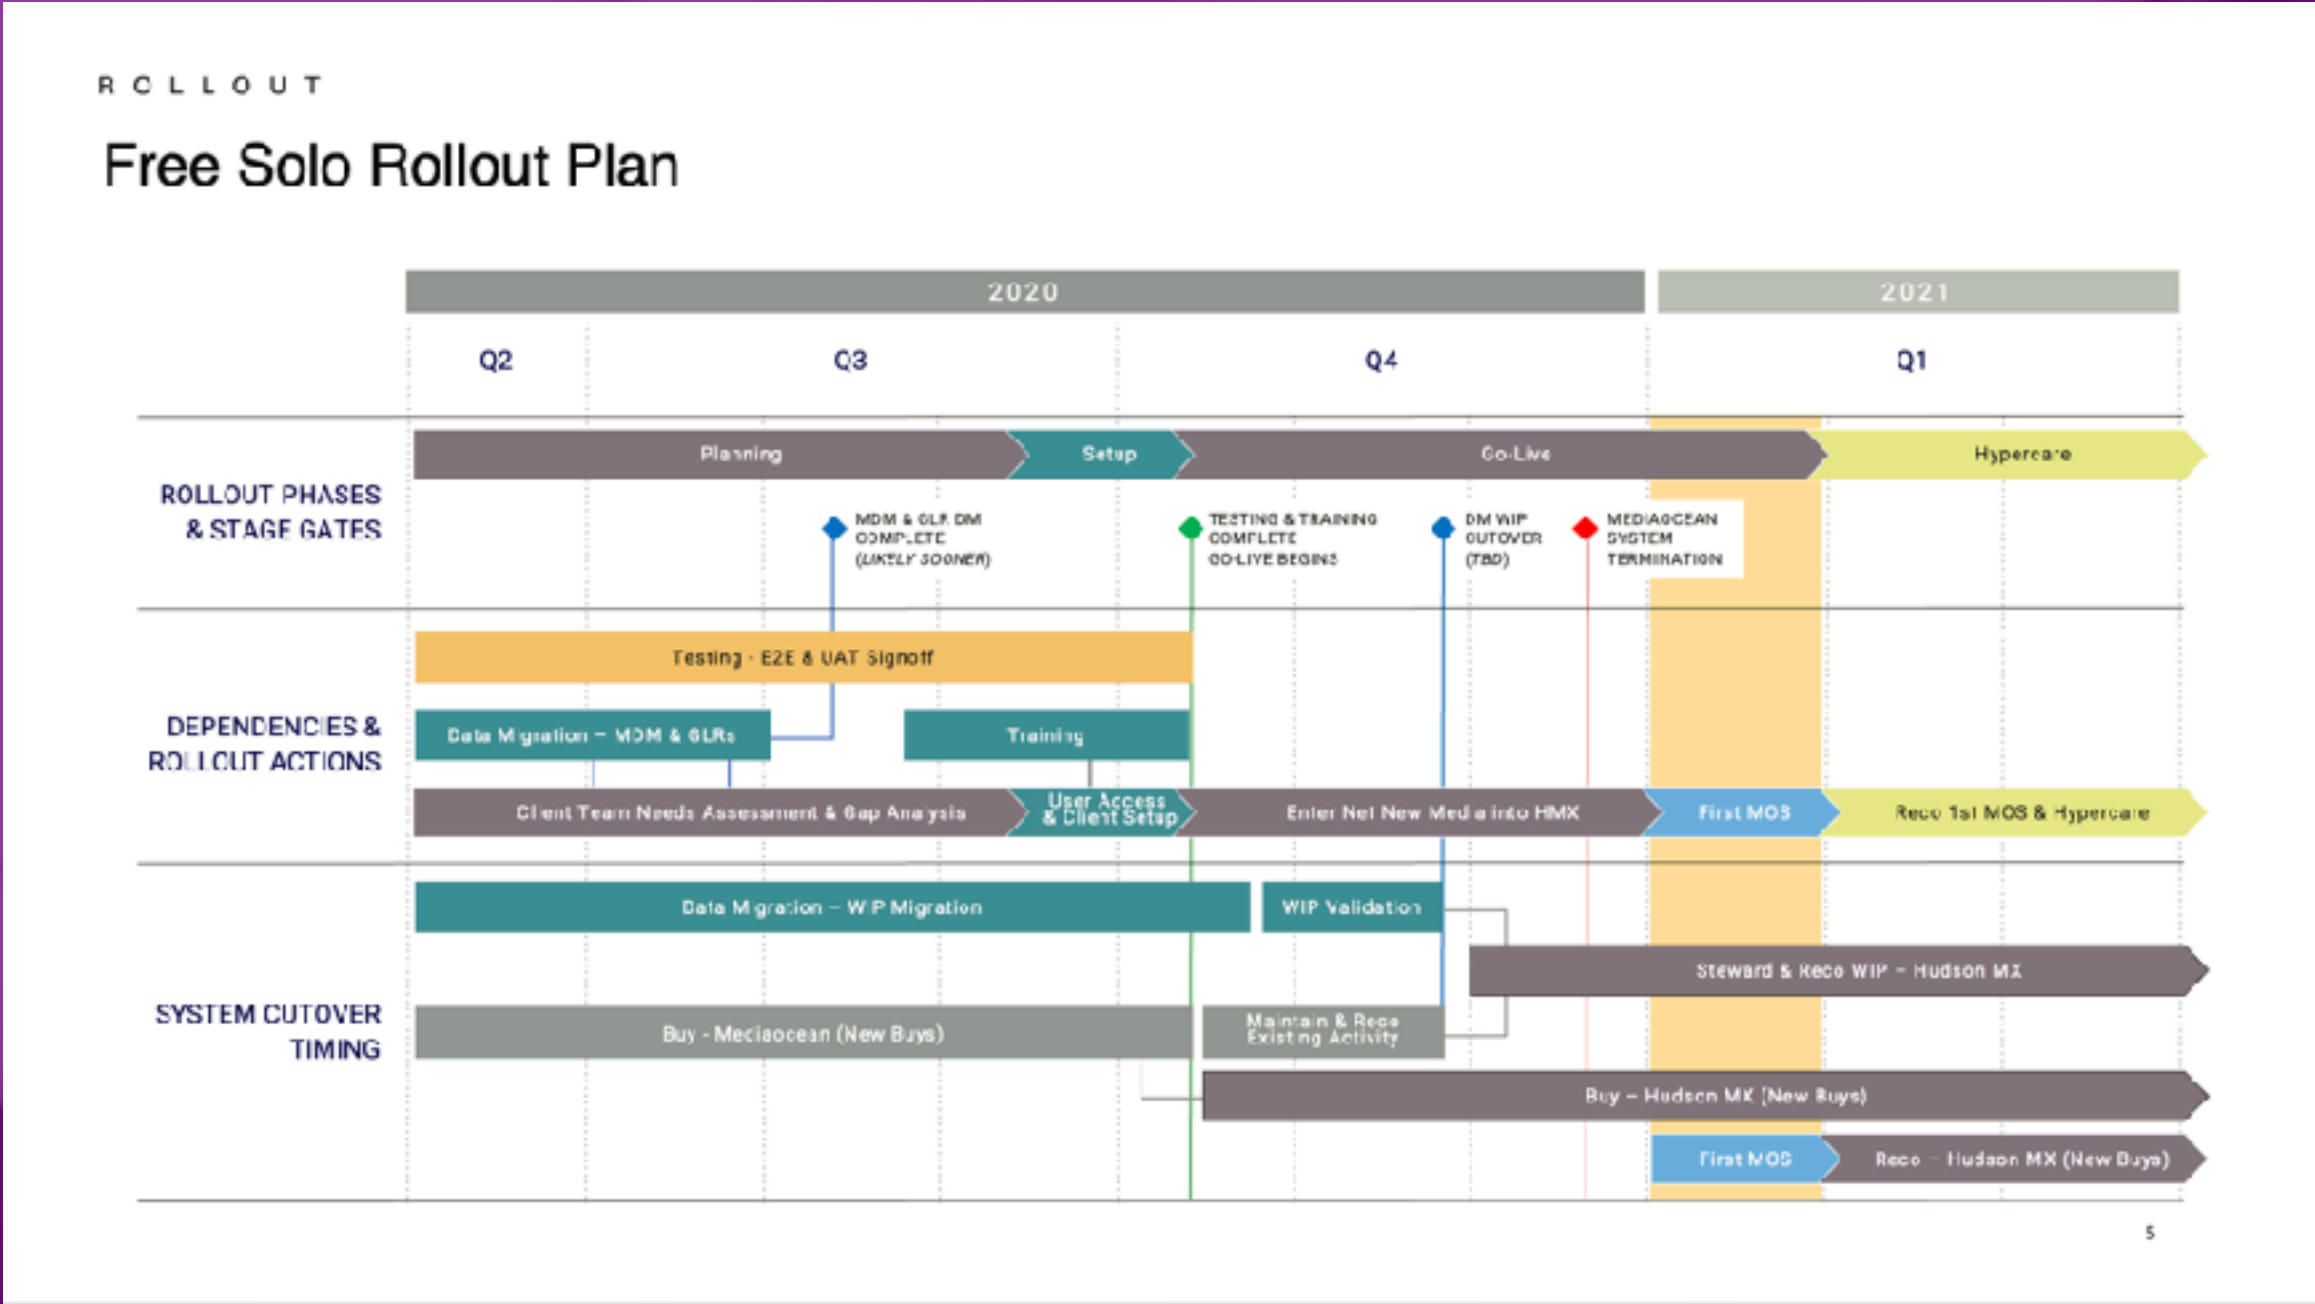 ROLLOUT
Free Solo Rollout Plan
2020
2021
Q2
Q3
Q4
Q1
ROLLOUT PHASES
& STAGE GATES
Planning
Setup
Go-Live
Hypercare
MDM & GLR DM
COMPLETE
(LIKELY SOONER)
TESTING & TRAINING
COMPLETE
GO-LIVE BEGINS
DM WIP
CUTOVER
(TBD)
MEDIAOCEAN
SYSTEM
TERMINATION
DEPENDENCIES &
ROLLOUT ACTIONS
Testing - E2E & UAT Signoff
Data Migration – MDM & GLRs
Training
Client Team Needs Assessment & Gap Analysis
User Access
& Client Setup
Enter Net New Media into HMX
First MOS
Reco 1st MOS & Hypercare
SYSTEM CUTOVER
TIMING
Data Migration – WIP Migration
WIP Validation
Steward & Reco WIP – Hudson MX
Buy - Mediaocean (New Buys)
Maintain & Reco
Existing Activity
Buy – Hudson MX (New Buys)
First MOS
Reco – Hudson MX (New Buys)
5